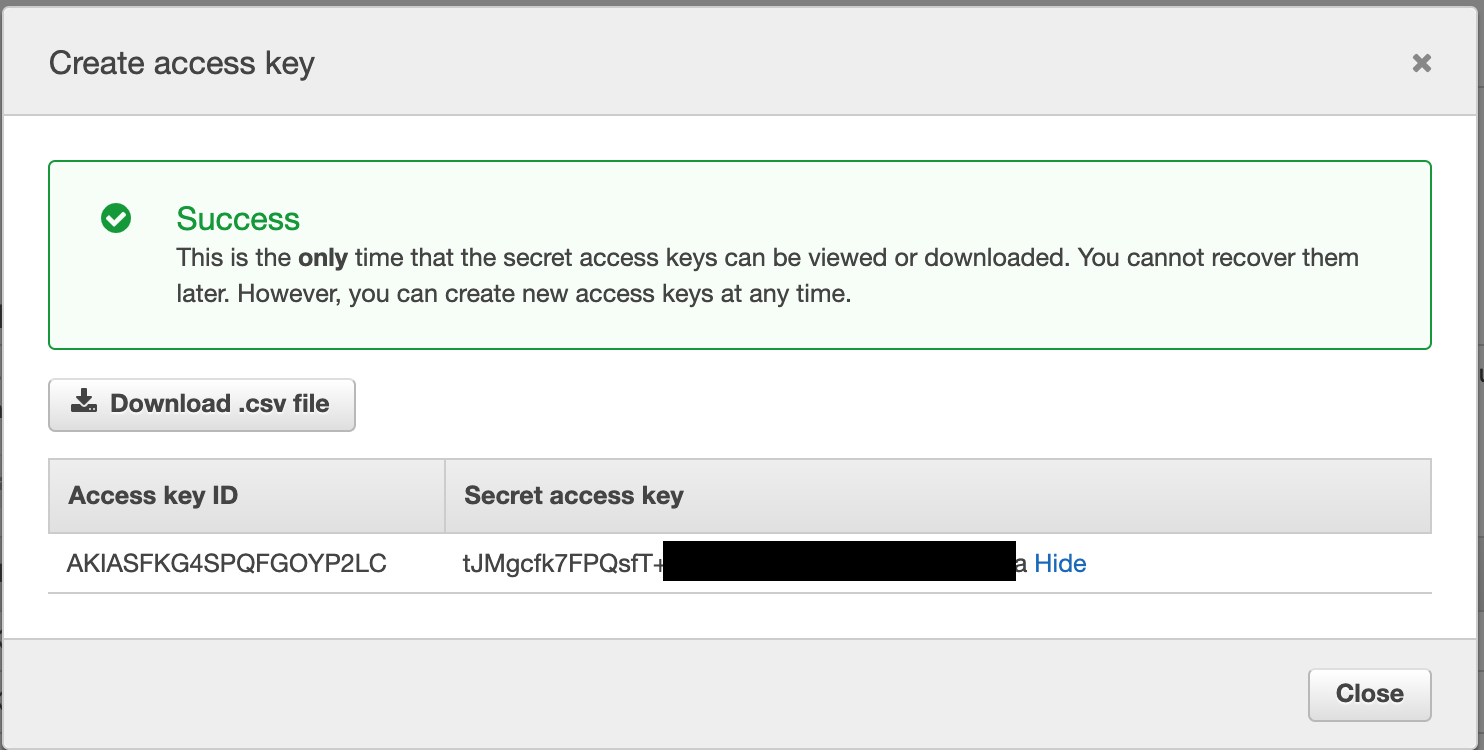 Create access key
Success
This is the only time that the secret access keys can be viewed or downloaded. You cannot recover them
later. However, you can create new access keys at any time.
Download .csv file
Access key ID Secret access key
AKIASFKG4SPQFGOYP2LC tJMgcfk7FPQsfT+ a Hide
Close